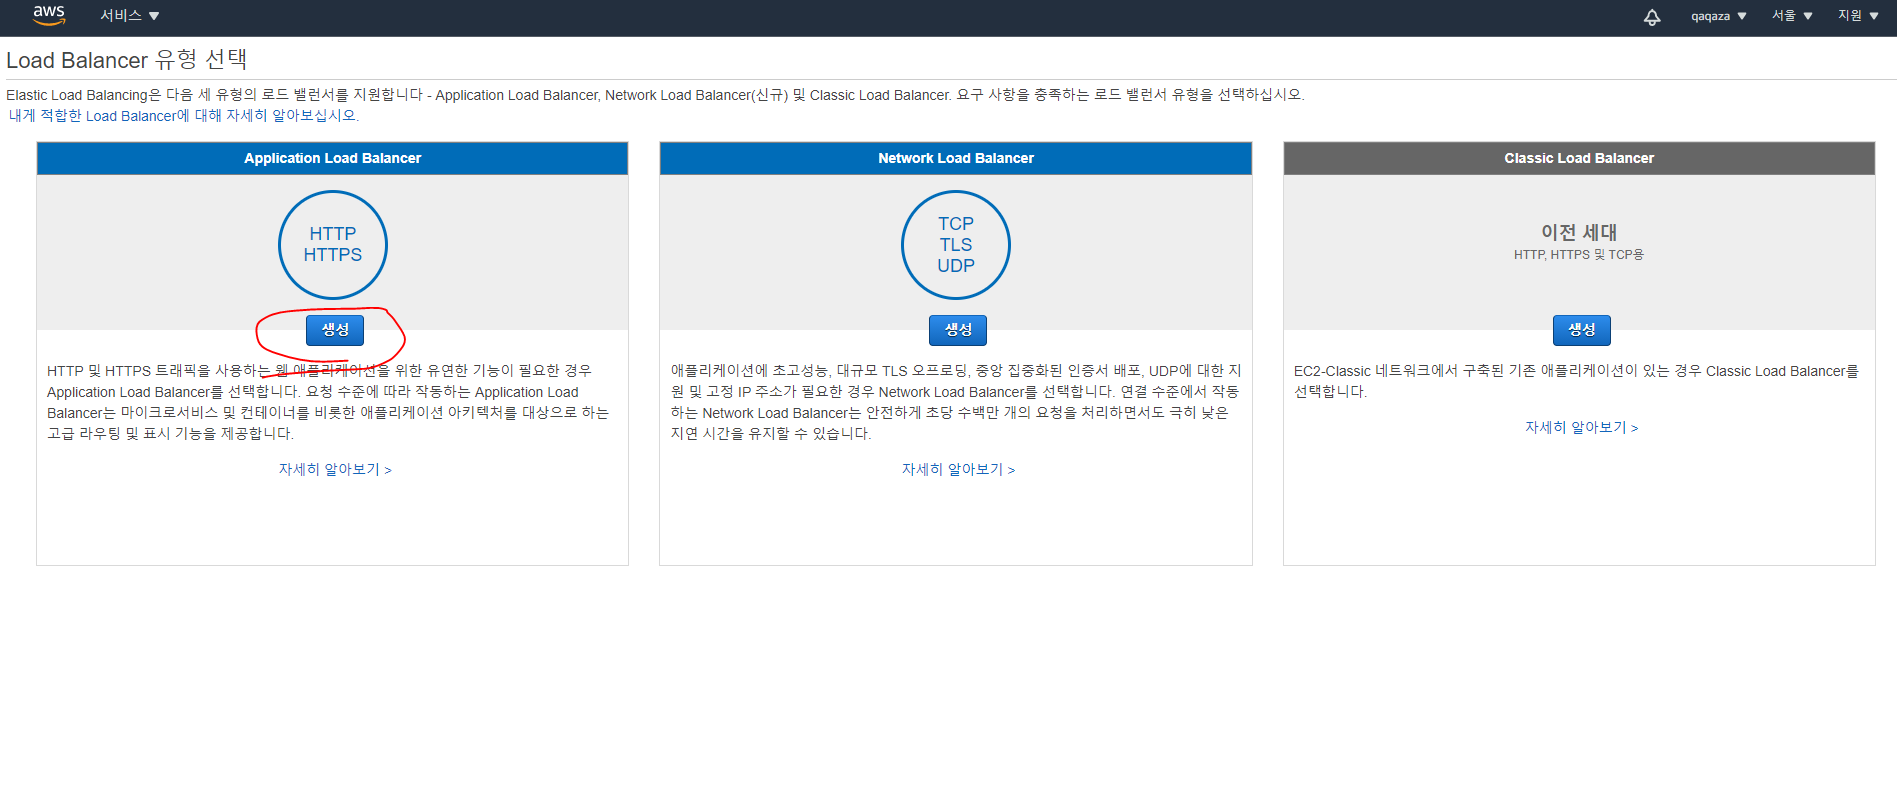 aws 서비스 qaqaza 서울 지원
Load Balancer 유형 선택
Elastic Load Balancing은 다음 세 유형의 로드 밸런서를 지원합니다 - Application Load Balancer, Network Load Balancer(신규) 및 Classic Load Balancer. 요구 사항을 충족하는 로드 밸런서 유형을 선택하십시오.
내게 적합한 Load Balancer에 대해 자세히 알아보십시오.
Application Load Balancer
HTTP
HTTPS
생성
HTTP 및 HTTPS 트래픽을 사용하는 웹 애플리케이션을 위한 유연한 기능이 필요한 경우
Application Load Balancer를 선택합니다. 요청 수준에 따라 작동하는 Application Load
Balancer는 마이크로서비스 및 컨테이너를 비롯한 애플리케이션 아키텍처를 대상으로 하는
고급 라우팅 및 표시 기능을 제공합니다.
자세히 알아보기 >
Network Load Balancer
TCP
TLS
UDP
생성
애플리케이션에 초고성능, 대규모 TLS 오프로딩, 중앙 집중화된 인증서 배포, UDP에 대한 지
원 및 고정 IP 주소가 필요한 경우 Network Load Balancer를 선택합니다. 연결 수준에서 작동
하는 Network Load Balancer는 안전하게 초당 수백만 개의 요청을 처리하면서도 극히 낮은
지연 시간을 유지할 수 있습니다.
자세히 알아보기 >
Classic Load Balancer
이전 세대
HTTP, HTTPS 및 TCP용
생성
EC2-Classic 네트워크에서 구축된 기존 애플리케이션이 있는 경우 Classic Load Balancer를
선택합니다.
자세히 알아보기 >